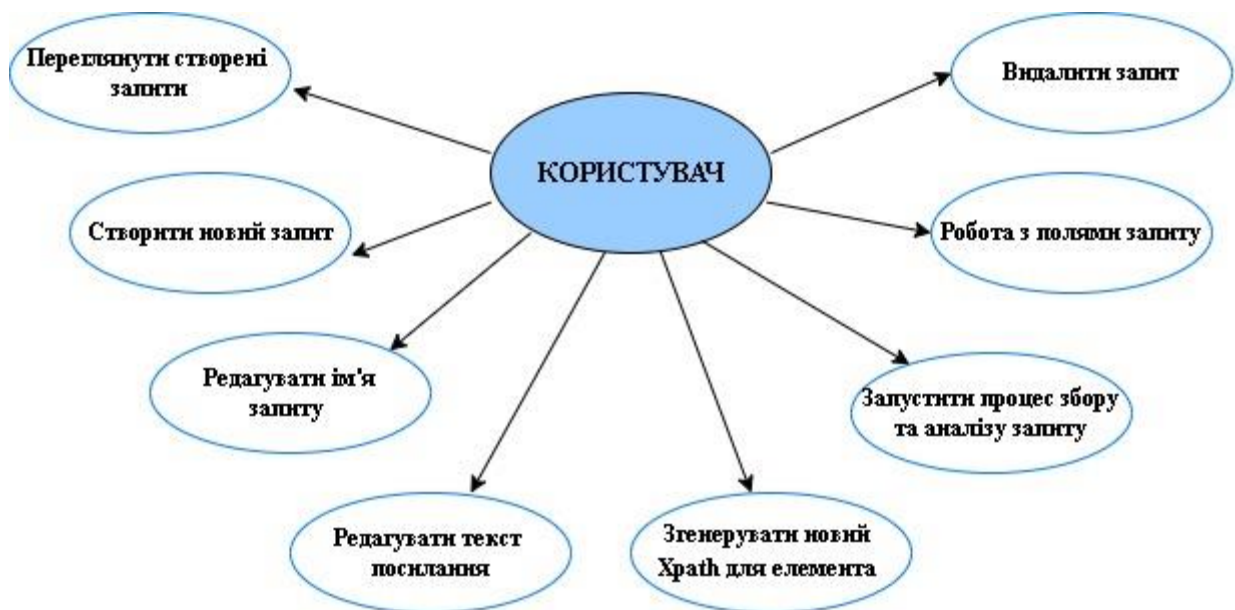 Переглянути створені
запити
Видалити запит
КОРИСТУВАЧ
Створити новий запит
Робота з полями запиту
Редагувати ім'я
запиту
Запустити процес збору
та аналізу запиту
Редагувати текст
посилання
Згенерувати новий
Xpath для елемента